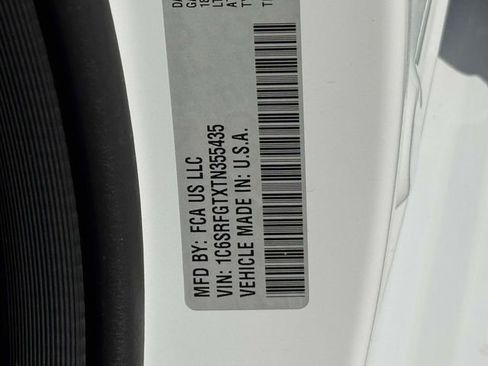 MFD BY: FCA US LLC
VIN: 1C6SRFGTXTN355435
VEHICLE MADE IN: U.S.A.